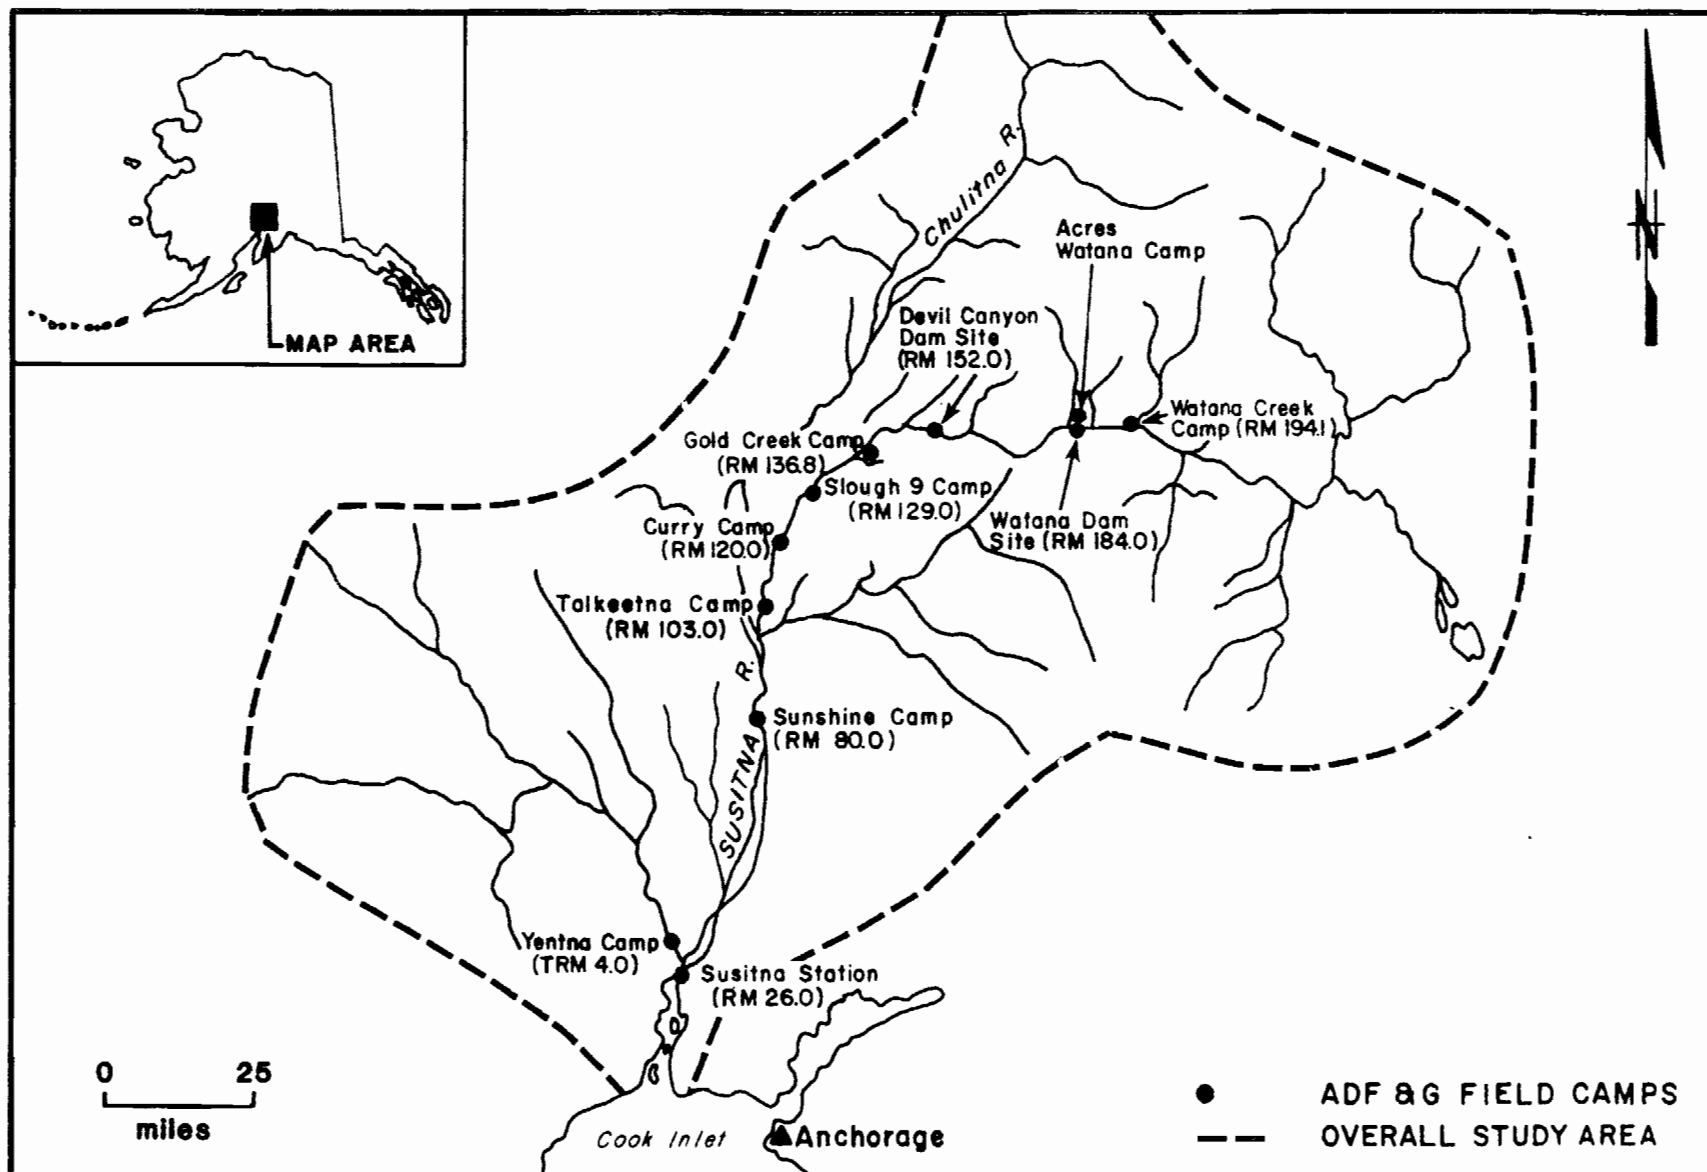 MAP AREA
Chulitna R.
Acres
Watana Camp
Devil Canyon
Dam Site
(RM 152.0)
Gold Creek Camp
(RM 136.8)
Watana Creek
Camp (RM 194.1)
Slough 9 Camp
(RM 129.0)
Watana Dam
Site (RM 184.0)
Curry Camp
(RM 120.0)
Talkeetna Camp
(RM 103.0)
SUSITNA R.
Sunshine Camp
(RM 80.0)
Yentna Camp
(TRM 4.0)
Susitna Station
(RM 26.0)
0 25
miles
Cook Inlet
Anchorage
N
ADF & G FIELD CAMPS
OVERALL STUDY AREA